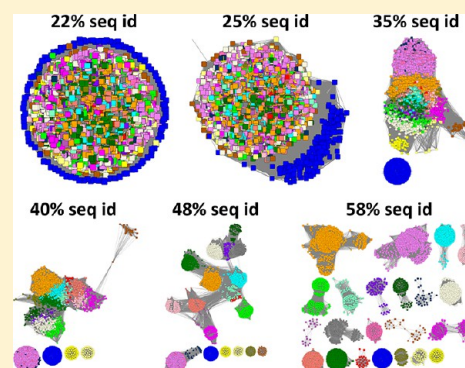 22% seq id
25% seq id
35% seq id
40% seq id
48% seq id
58% seq id